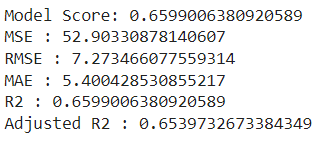 Model Score: 0.6599006380920589
MSE : 52.90330878140607
RMSE : 7.273466077559314
MAE : 5.400428530855217
R2 : 0.6599006380920589
Adjusted R2 : 0.6539732673384349